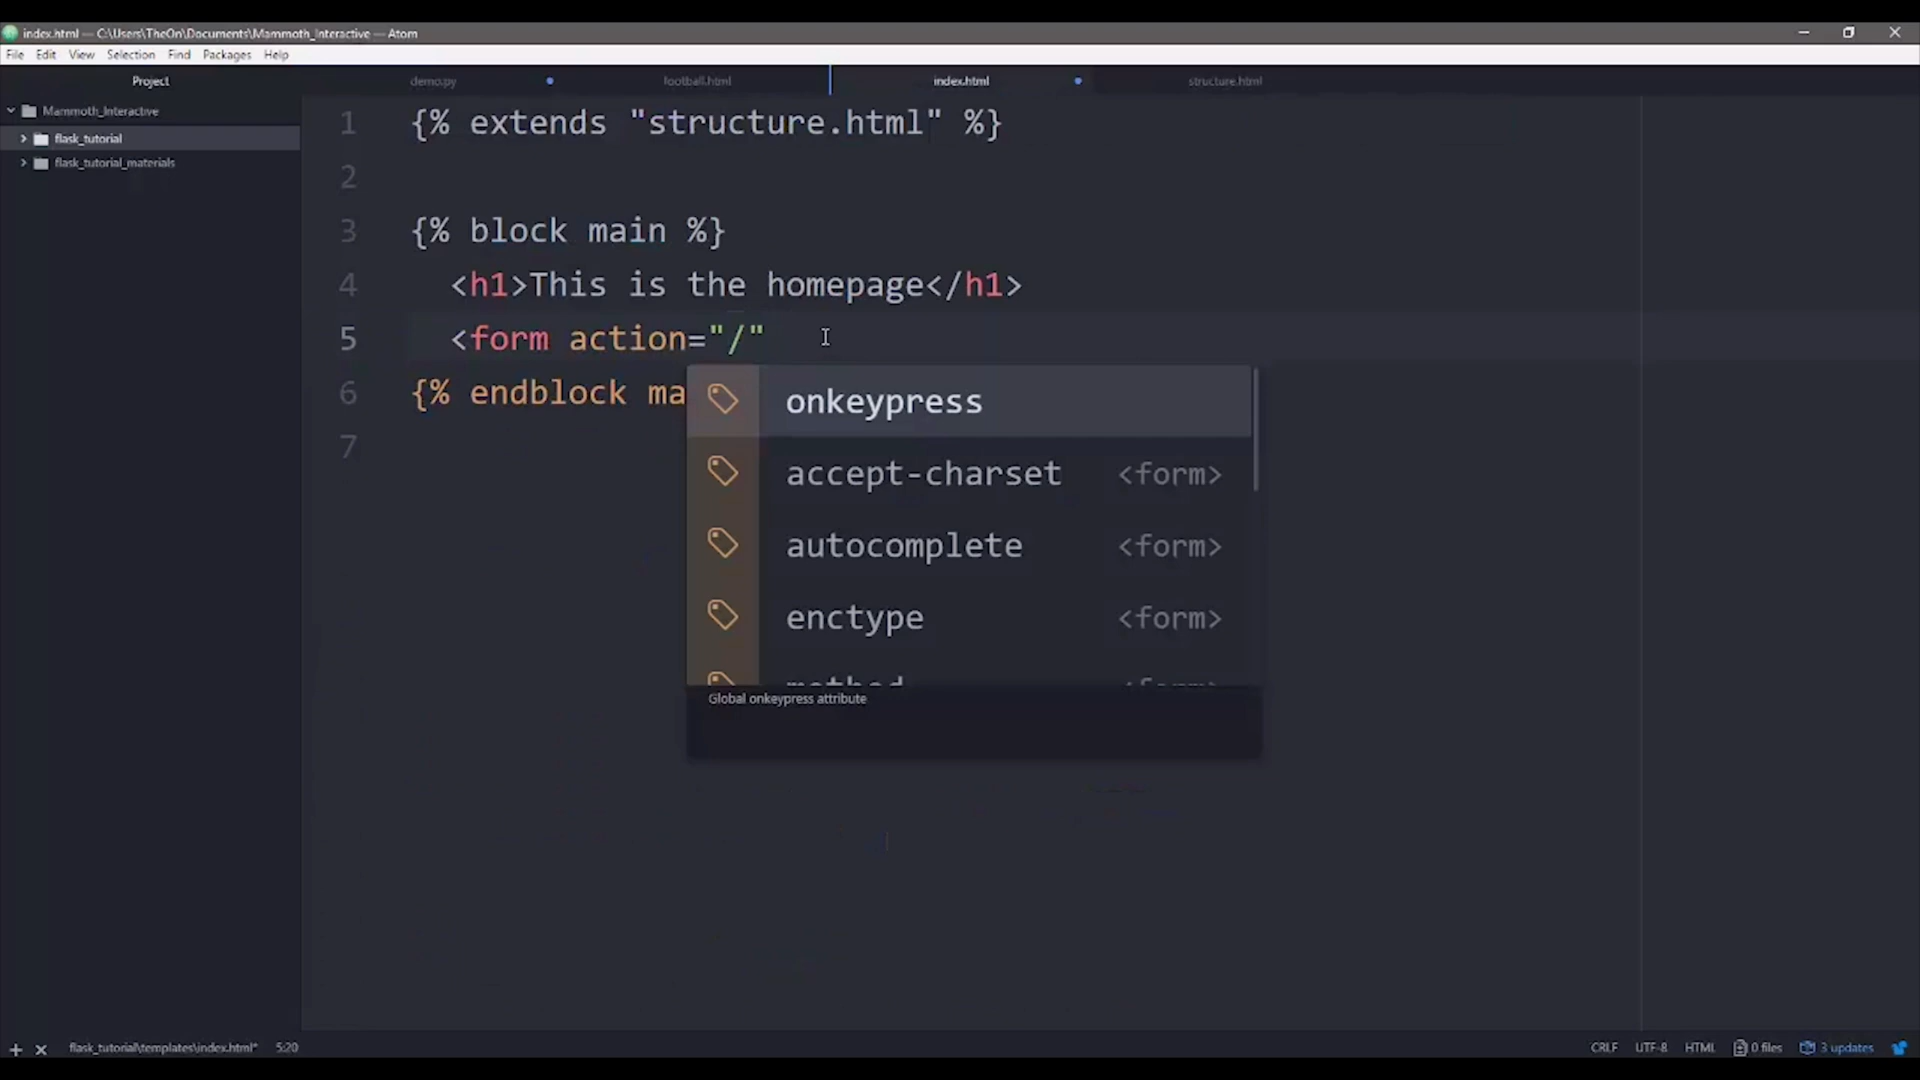 index.html — C:\Users\TheOn\Documents\Mammoth_Interactive — Atom
File Edit View Selection Find Packages Help
Project demo.py football.html index.html structure.html
Mammoth_Interactive
flask_tutorial
flask_tutorial_materials
1 {% extends "structure.html" %}
2
3 {% block main %}
4 <h1>This is the homepage</h1>
5 <form action="/"
6 {% endblock ma
7
onkeypress
accept-charset <form>
autocomplete <form>
enctype <form>
method <form>
Global onkeypress attribute
flask_tutorial\templates\index.html* 5:20 CRLF UTF-8 HTML 0 files 3 updates